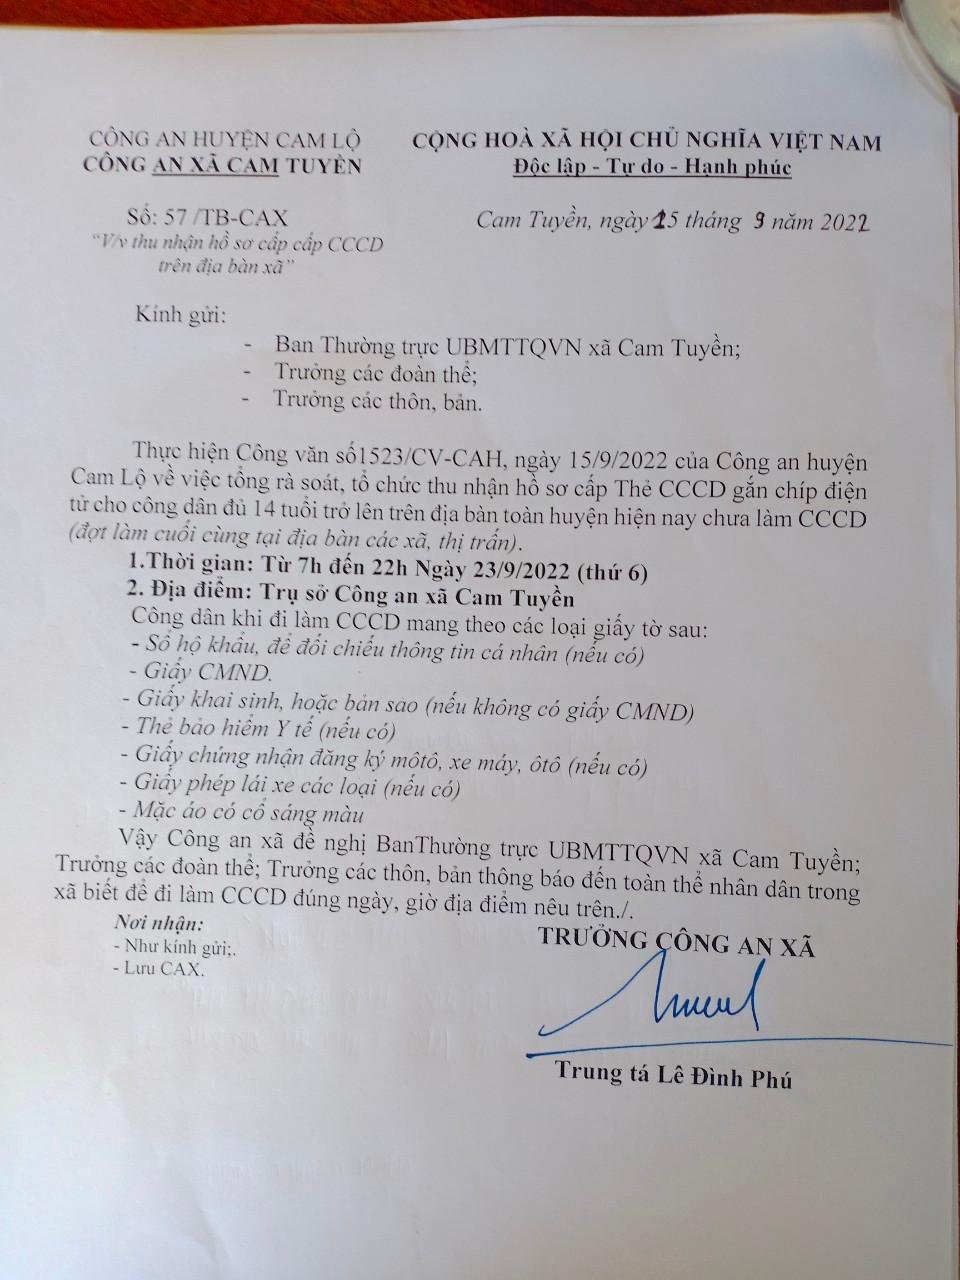 CÔNG AN HUYỆN CAM LỘ
CÔNG AN XÃ CAM TUYỀN
CỘNG HOÀ XÃ HỘI CHỦ NGHĨA VIỆT NAM
Độc lập - Tự do - Hạnh phúc
Số: 57 /TB-CAX
"V/v thu nhận hồ sơ cấp cấp CCCD
trên địa bàn xã"
Cam Tuyền, ngày 15 tháng 9 năm 2022
Kính gửi:
- Ban Thường trực UBMTTQVN xã Cam Tuyền;
- Trưởng các đoàn thể;
- Trưởng các thôn, bản.
Thực hiện Công văn số1523/CV-CAH, ngày 15/9/2022 của Công an huyện
Cam Lộ về việc tổng rà soát, tổ chức thu nhận hồ sơ cấp Thẻ CCCD gắn chíp điện
tử cho công dân đủ 14 tuổi trở lên trên địa bàn toàn huyện hiện nay chưa làm CCCD
(đợt làm cuối cùng tại địa bàn các xã, thị trấn).
1.Thời gian: Từ 7h đến 22h Ngày 23/9/2022 (thứ 6)
2. Địa điểm: Trụ sở Công an xã Cam Tuyền
Công dân khi đi làm CCCD mang theo các loại giấy tờ sau:
- Sổ hộ khẩu, để đối chiếu thông tin cá nhân (nếu có)
- Giấy CMND.
- Giấy khai sinh, hoặc bản sao (nếu không có giấy CMND)
- Thẻ bảo hiểm Y tế (nếu có)
- Giấy chứng nhận đăng ký môtô, xe máy, ôtô (nếu có)
- Giấy phép lái xe các loại (nếu có)
- Mặc áo có cổ sáng màu
Vậy Công an xã đề nghị BanThường trực UBMTTQVN xã Cam Tuyền;
Trưởng các đoàn thể; Trưởng các thôn, bản thông báo đến toàn thể nhân dân trong
xã biết để đi làm CCCD đúng ngày, giờ địa điểm nêu trên./.
Nơi nhận:
- Như kính gửi;.
- Lưu CAX.
TRƯỞNG CÔNG AN XÃ
Trung tá Lê Đình Phú